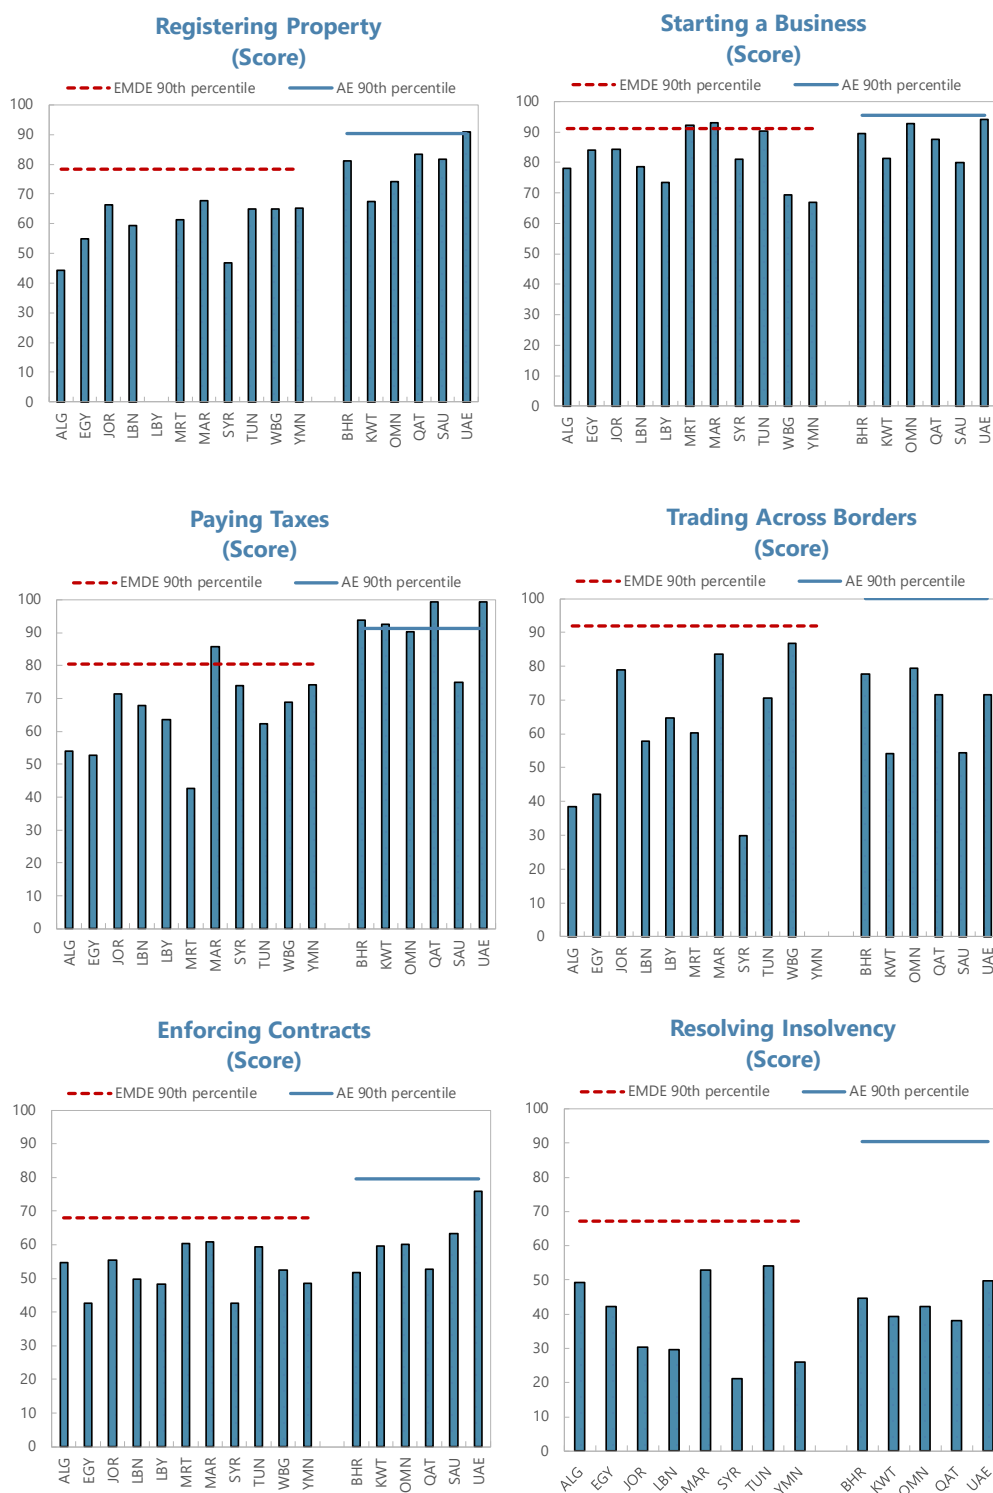 Registering Property
(Score)
EMDE 90th percentile AE 90th percentile
100
90
80
70
60
50
40
30
20
10
0
ALG EGY JOR LBN LBY MRT MAR SYR TUN WBG YMN BHR KWT OMN QAT SAU UAE
Starting a Business
(Score)
EMDE 90th percentile AE 90th percentile
100
90
80
70
60
50
40
30
20
10
0
ALG EGY JOR LBN LBY MRT MAR SYR TUN WBG YMN BHR KWT OMN QAT SAU UAE
Paying Taxes
(Score)
EMDE 90th percentile AE 90th percentile
100
90
80
70
60
50
40
30
20
10
0
ALG EGY JOR LBN LBY MRT MAR SYR TUN WBG YMN BHR KWT OMN QAT SAU UAE
Trading Across Borders
(Score)
EMDE 90th percentile AE 90th percentile
100
90
80
70
60
50
40
30
20
10
0
ALG EGY JOR LBN LBY MRT MAR SYR TUN WBG YMN BHR KWT OMN QAT SAU UAE
Enforcing Contracts
(Score)
EMDE 90th percentile AE 90th percentile
100
90
80
70
60
50
40
30
20
10
0
ALG EGY JOR LBN LBY MRT MAR SYR TUN WBG YMN BHR KWT OMN QAT SAU UAE
Resolving Insolvency
(Score)
EMDE 90th percentile AE 90th percentile
100
90
80
70
60
50
40
30
20
10
0
ALG EGY JOR LBN MAR SYR TUN YMN BHR KWT OMN QAT SAU UAE